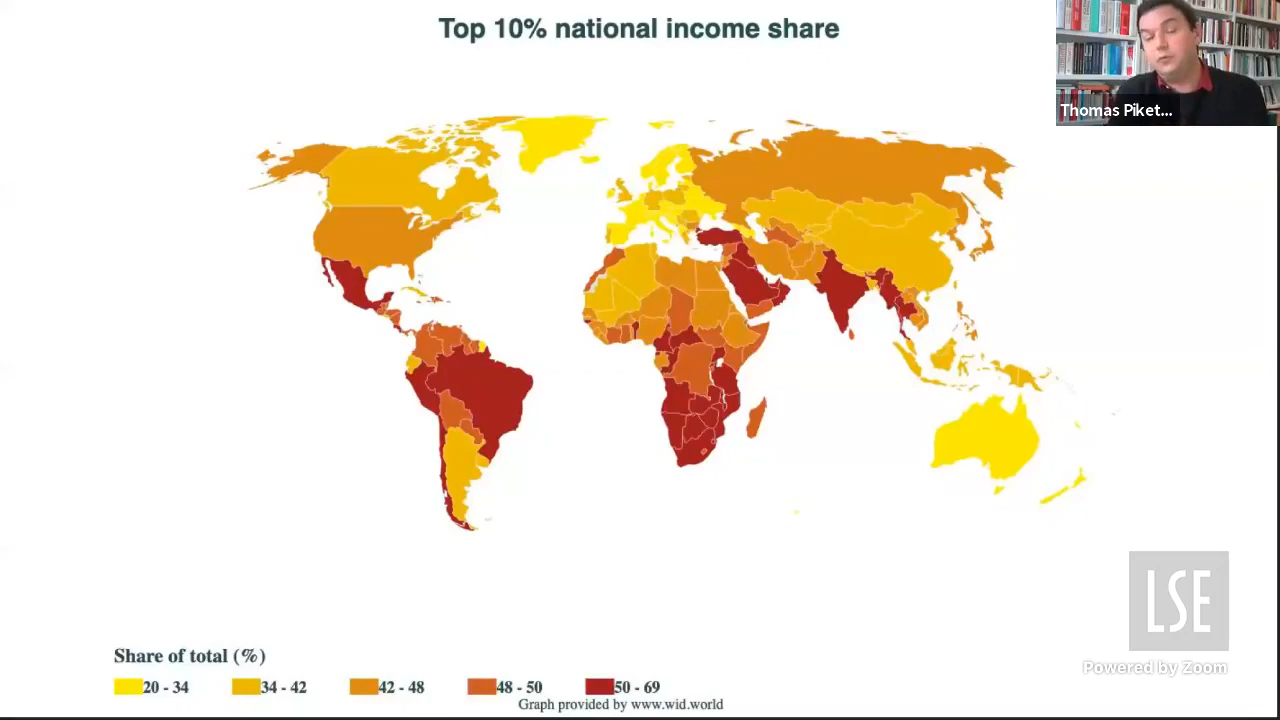 Top 10% national income share
Thomas Piket...
LSE
Powered by Zoom
Share of total (%)
20 - 34
34 - 42
42 - 48
48 - 50
50 - 69
Graph provided by www.wid.world